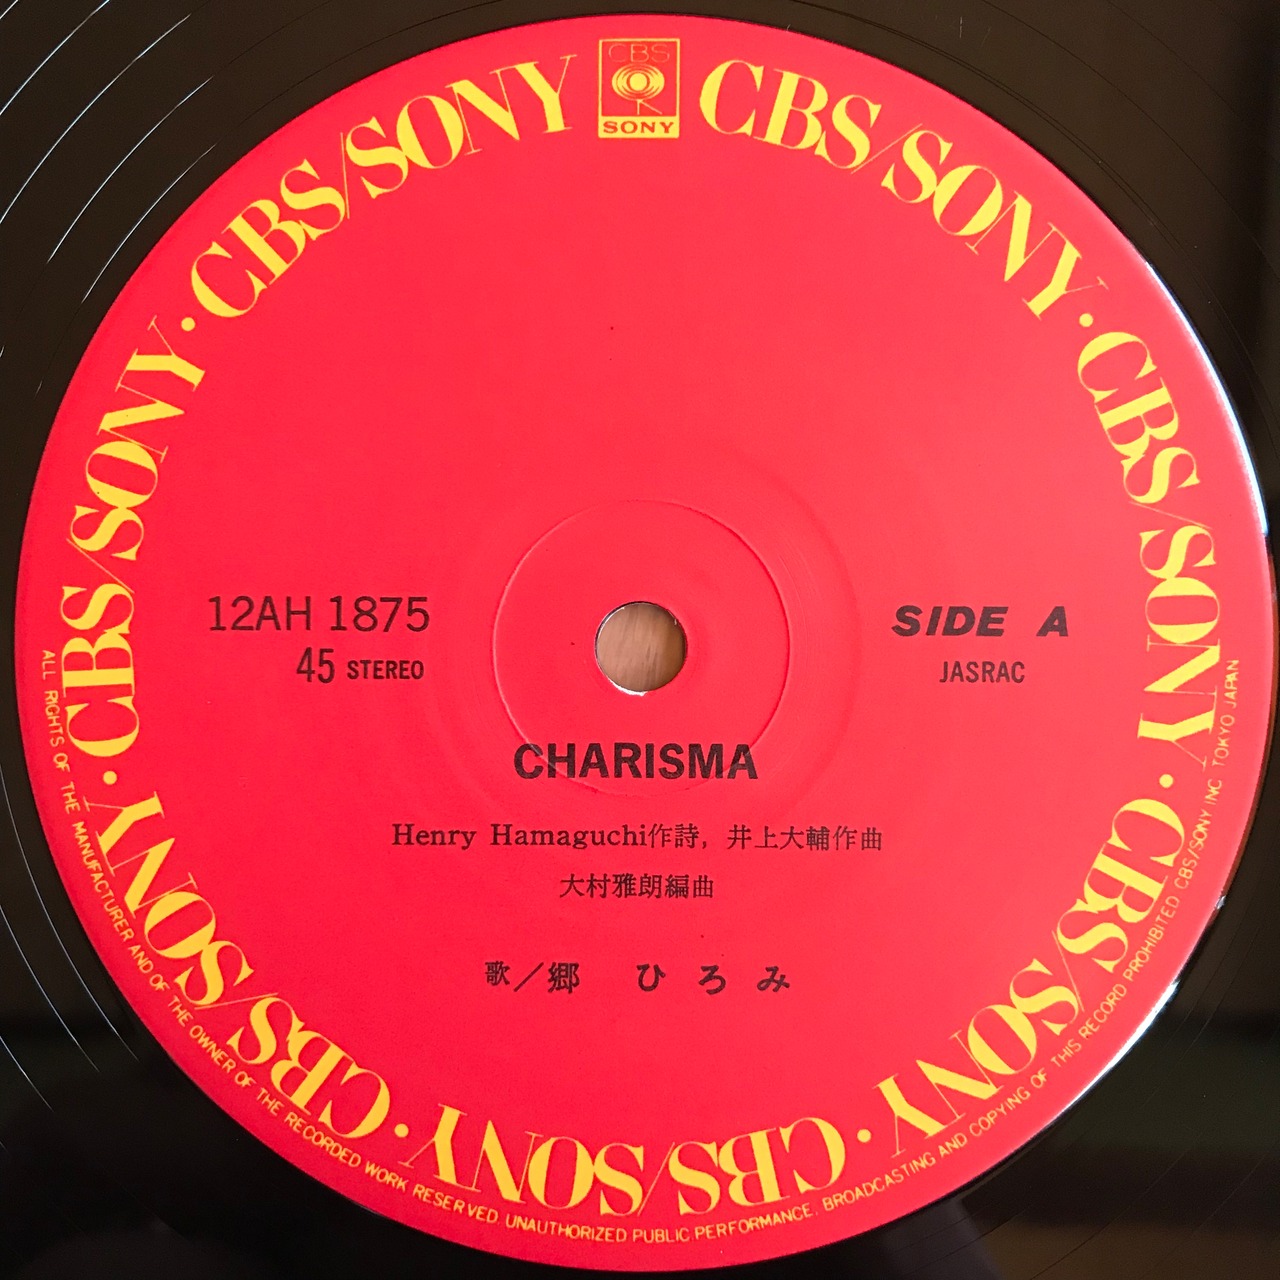 CBS
SONY
CBS/SONY · CBS/SONY · CBS/SONY · CBS/SONY · CBS/SONY · CBS/SONY · CBS/SONY
12AH 1875
45 STEREO
SIDE A
JASRAC
CHARISMA
Henry Hamaguchi作詩, 井上大輔作曲
大村雅朗編曲
歌/郷 ひろみ
ALL RIGHTS OF THE MANUFACTURER AND OF THE OWNER OF THE RECORDED WORK RESERVED. UNAUTHORIZED PUBLIC PERFORMANCE, BROADCASTING AND COPYING OF THIS RECORD PROHIBITED CBS/SONY INC TOKYO JAPAN